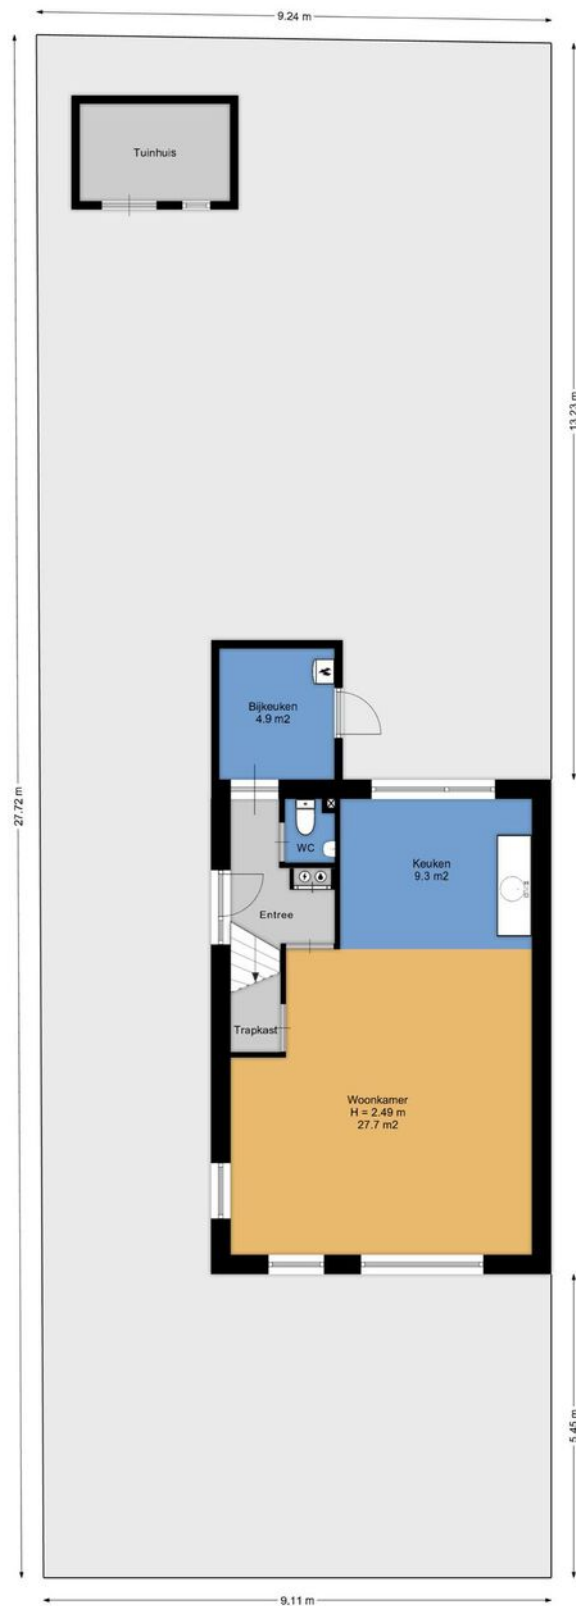 9.24 m
Tuinhuis
13.23 m
27.72 m
Bijkeuken
4.9 m2
WC
Keuken
9.3 m2
Entree
Trapkast
Woonkamer
H = 2.49 m
27.7 m2
5.45 m
9.11 m